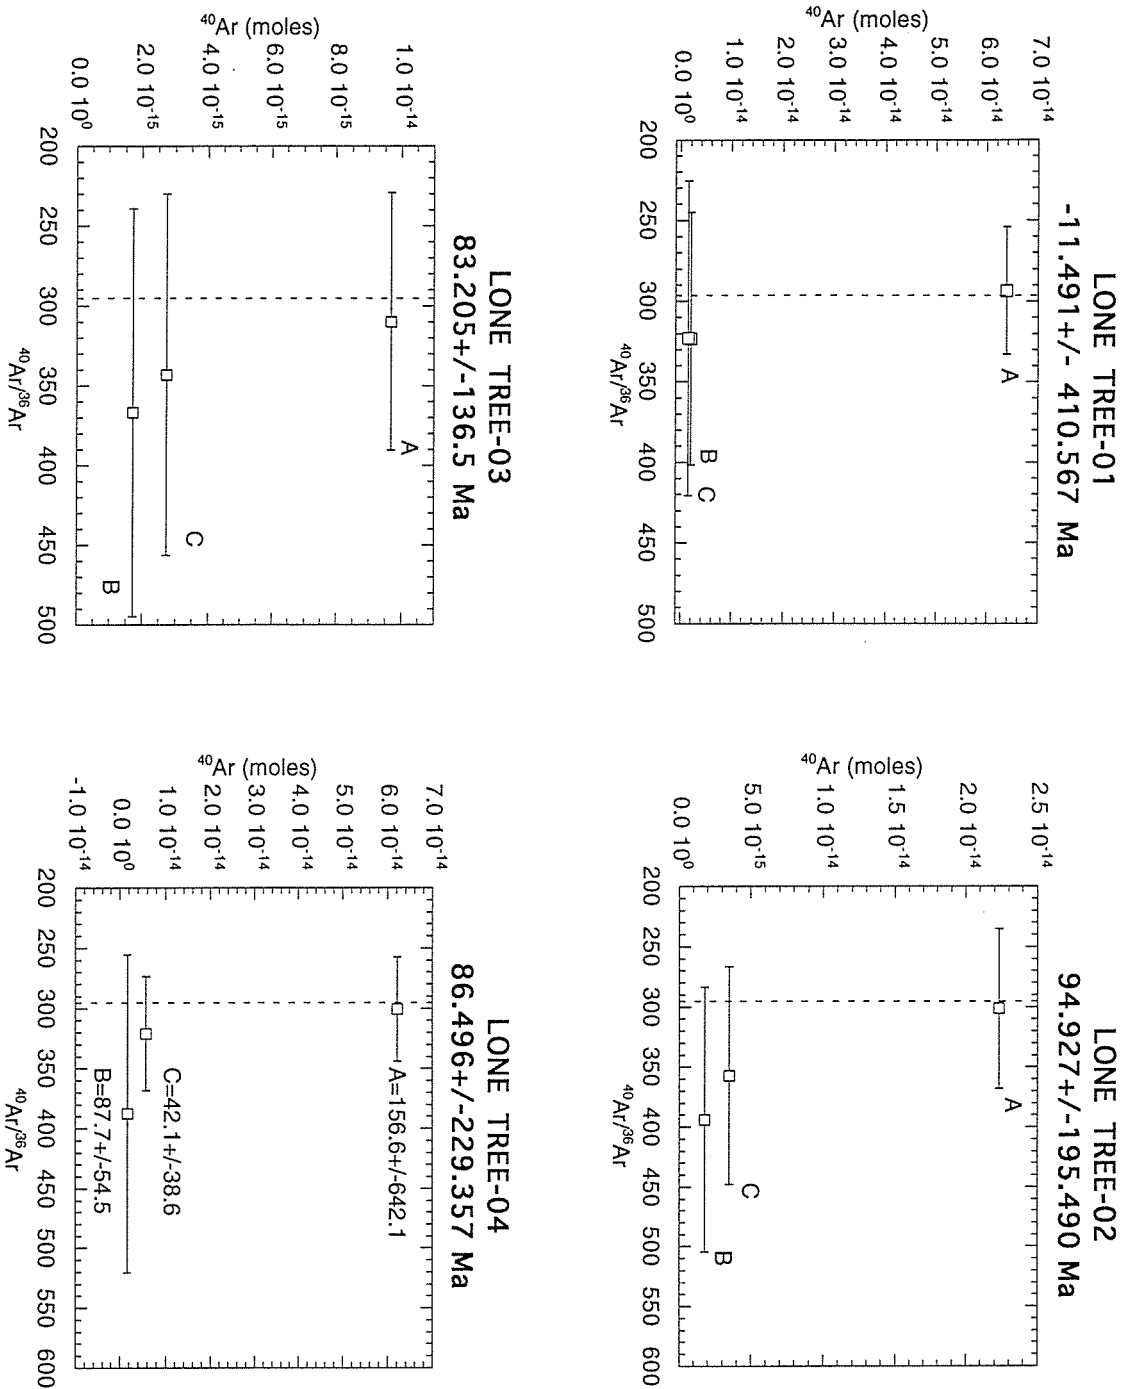 LONE TREE-01
-11.491+/- 410.567 Ma
⁴⁰Ar (moles)
7.0 10⁻¹⁴
6.0 10⁻¹⁴
5.0 10⁻¹⁴
4.0 10⁻¹⁴
3.0 10⁻¹⁴
2.0 10⁻¹⁴
1.0 10⁻¹⁴
0.0 10⁰
A
B
C
200 250 300 350 400 450 500
⁴⁰Ar/³⁶Ar
LONE TREE-02
94.927+/-195.490 Ma
⁴⁰Ar (moles)
2.5 10⁻¹⁴
2.0 10⁻¹⁴
1.5 10⁻¹⁴
1.0 10⁻¹⁴
5.0 10⁻¹⁵
0.0 10⁰
A
C
B
200 250 300 350 400 450 500 550 600
⁴⁰Ar/³⁶Ar
LONE TREE-03
83.205+/-136.5 Ma
⁴⁰Ar (moles)
1.0 10⁻¹⁴
8.0 10⁻¹⁵
6.0 10⁻¹⁵
4.0 10⁻¹⁵
2.0 10⁻¹⁵
0.0 10⁰
A
C
B
200 250 300 350 400 450 500
⁴⁰Ar/³⁶Ar
LONE TREE-04
86.496+/-229.357 Ma
⁴⁰Ar (moles)
7.0 10⁻¹⁴
6.0 10⁻¹⁴
5.0 10⁻¹⁴
4.0 10⁻¹⁴
3.0 10⁻¹⁴
2.0 10⁻¹⁴
1.0 10⁻¹⁴
0.0 10⁰
-1.0 10⁻¹⁴
A=156.6+/-642.1
C=42.1+/-38.6
B=87.7+/-54.5
200 250 300 350 400 450 500 550 600
⁴⁰Ar/³⁶Ar